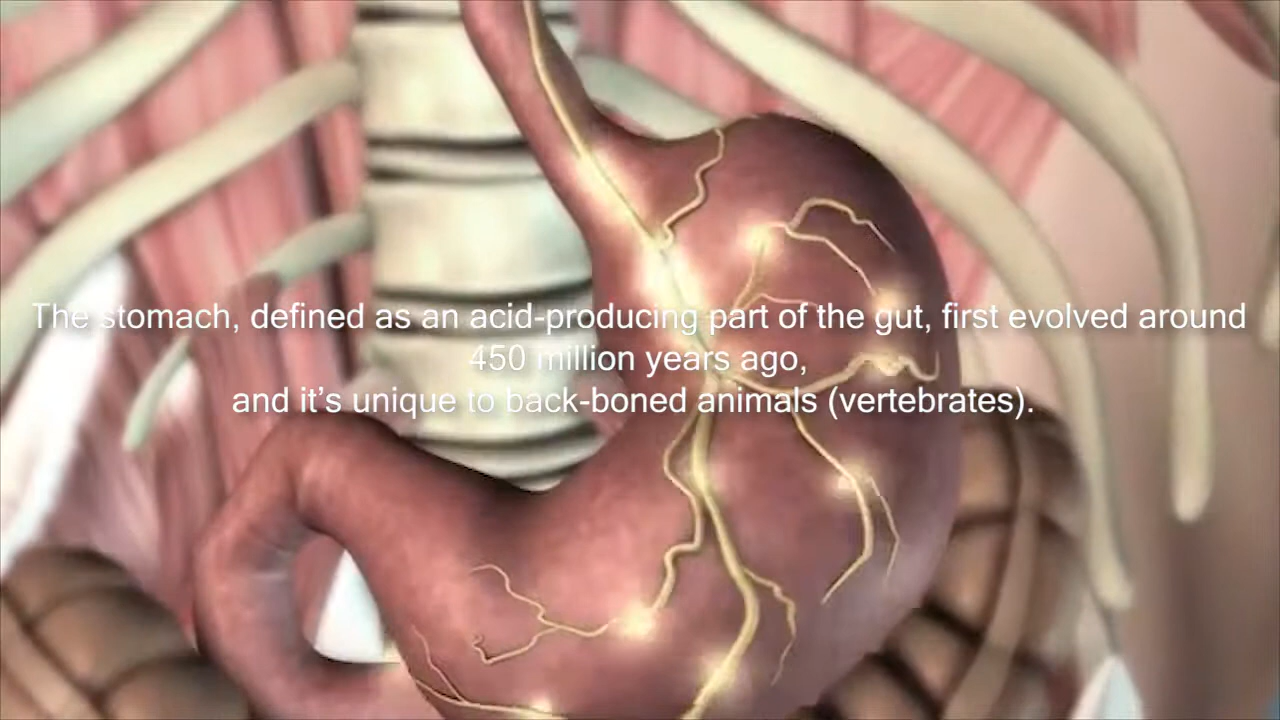 The stomach, defined as an acid-producing part of the gut, first evolved around
450 million years ago,
and it’s unique to back-boned animals (vertebrates).